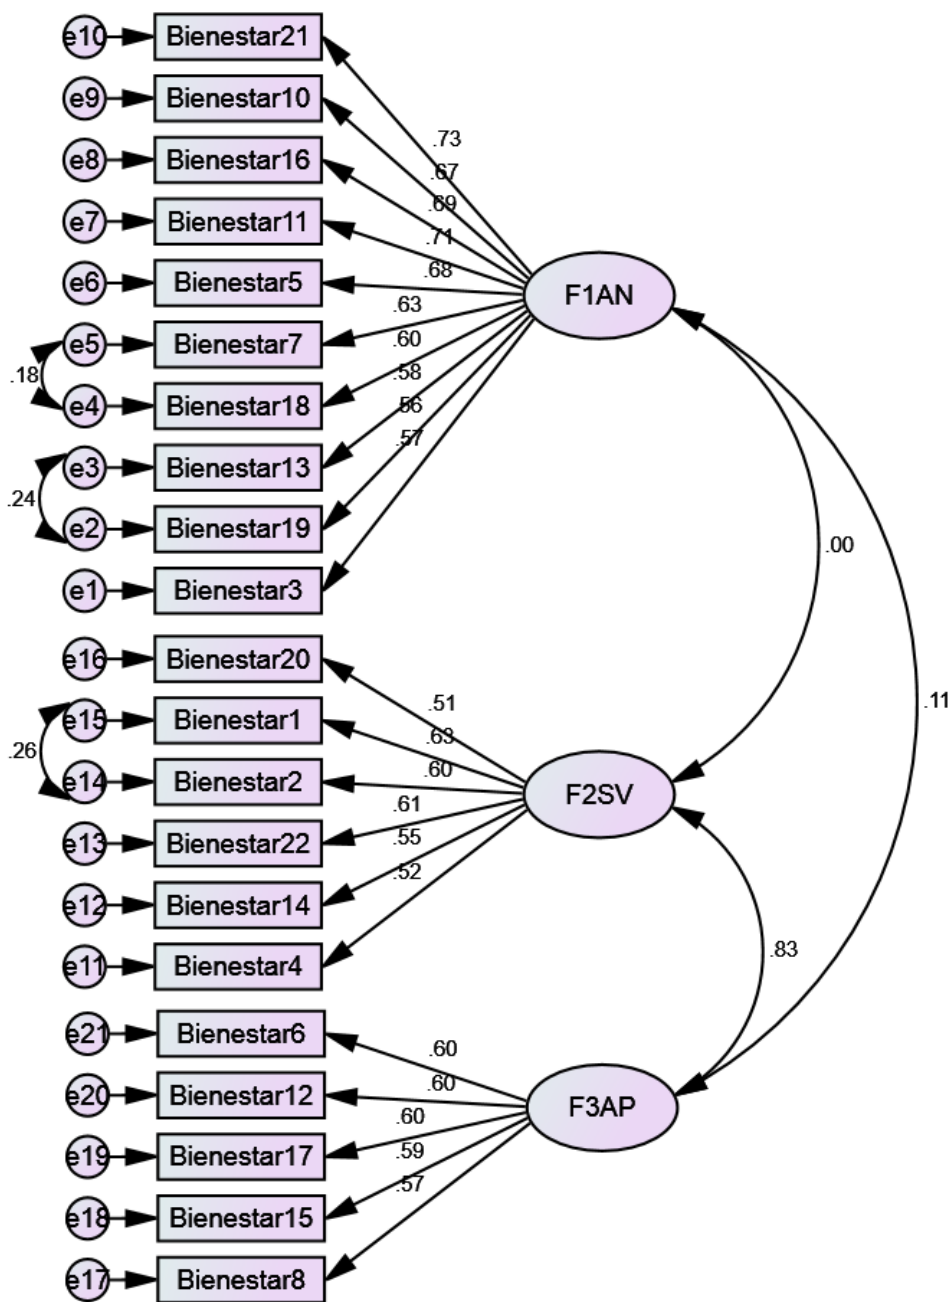 e10 Bienestar21
e9 Bienestar10
.73
e8 Bienestar16
.67
.69
e7 Bienestar11
.71
e6 Bienestar5
.68
F1AN
.63
e5 Bienestar7
.60
.18
.58
e4 Bienestar18
.56
.57
e3 Bienestar13
.24
e2 Bienestar19
.00
e1 Bienestar3
e16 Bienestar20
.51
.11
e15 Bienestar1
.63
.26
.60
e14 Bienestar2
F2SV
.61
e13 Bienestar22
.55
.52
e12 Bienestar14
.83
e11 Bienestar4
e21 Bienestar6
.60
.60
e20 Bienestar12
F3AP
.60
.59
e19 Bienestar17
.57
e18 Bienestar15
e17 Bienestar8